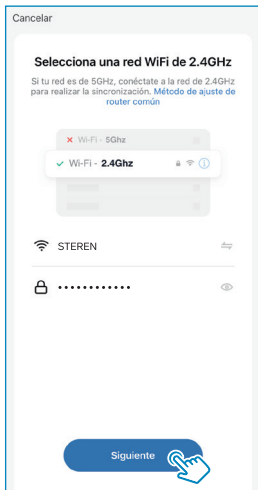 Cancelar
Selecciona una red WiFi de 2.4GHz
Si tu red es de 5GHz, conéctate a la red de 2.4GHz
para realizar la sincronización. Método de ajuste de
router común
Wi-Fi - 5Ghz
Wi-Fi - 2.4Ghz
STEREN
Siguiente